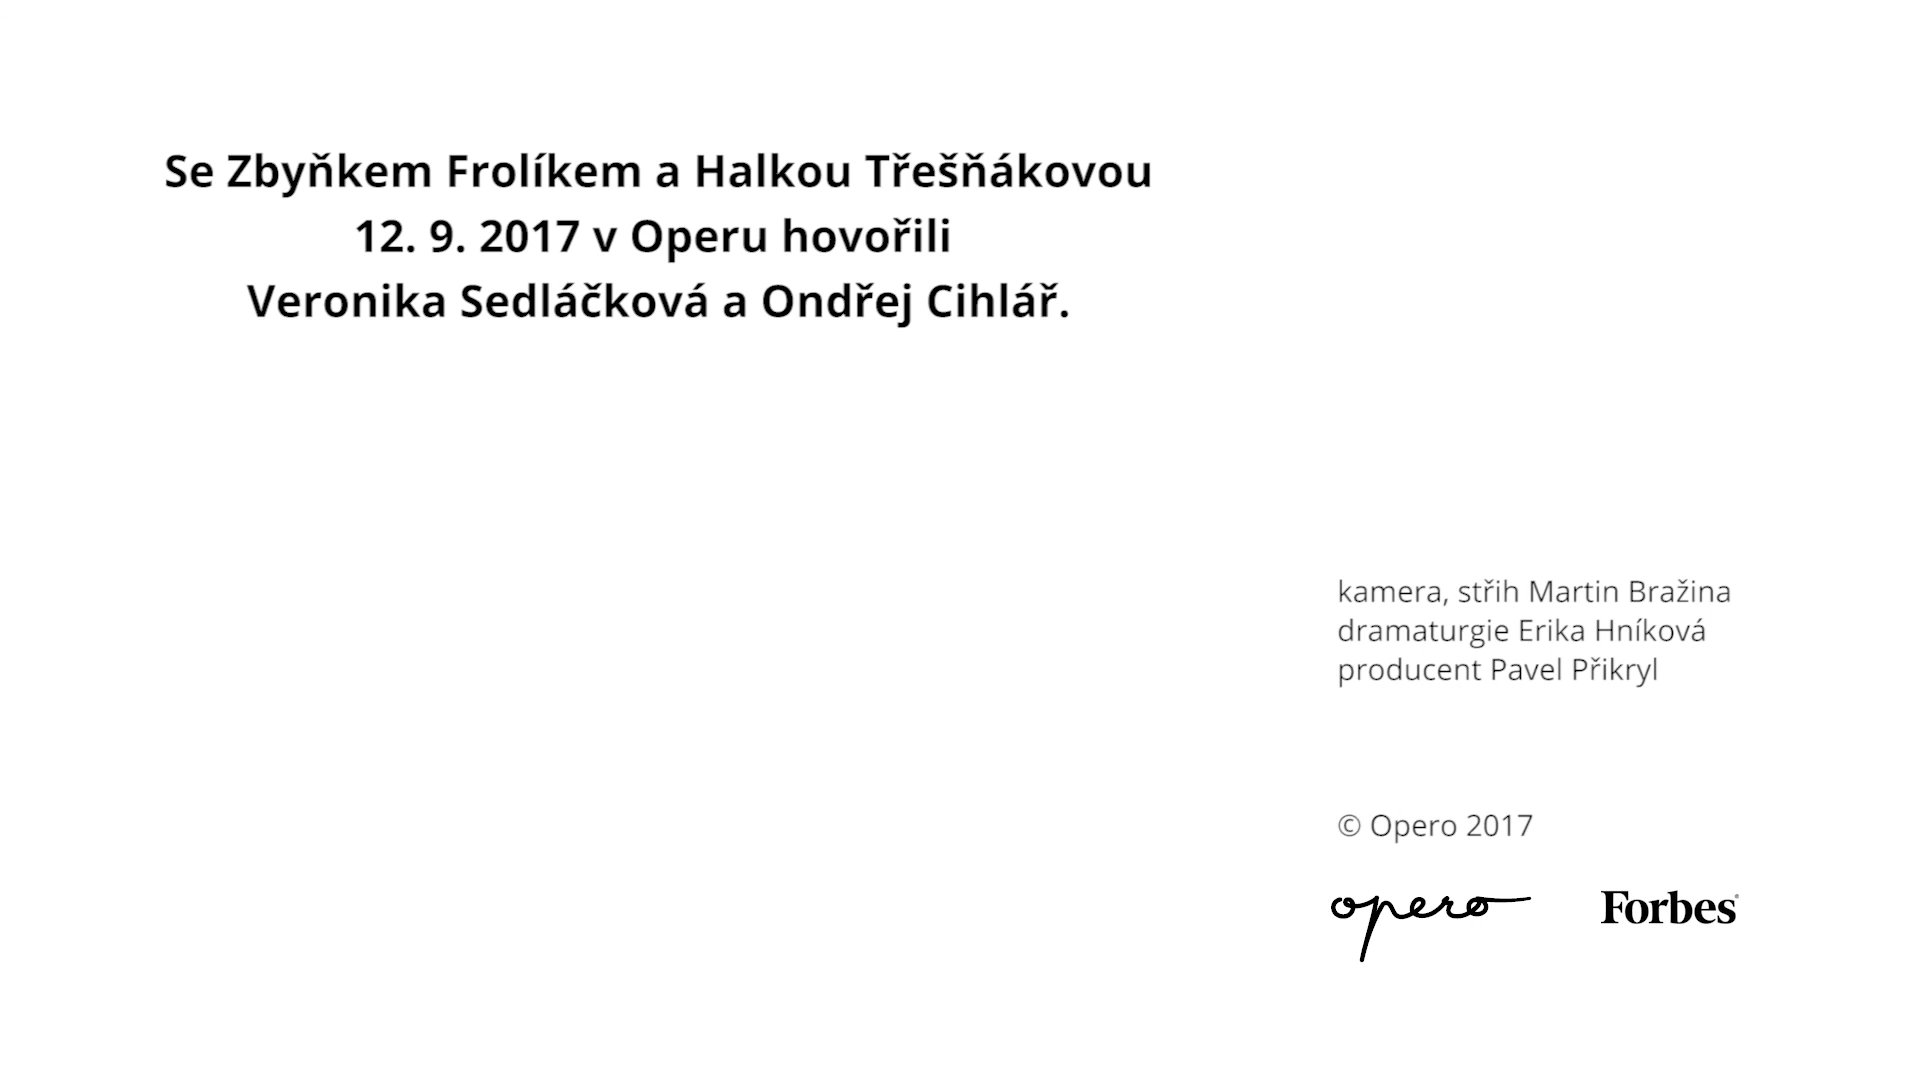 Se Zbyňkem Frolíkem a Halkou Třešňákovou
12. 9. 2017 v Operu hovořili
Veronika Sedláčková a Ondřej Cihlář.
kamera, střih Martin Bražina
dramaturgie Erika Hníková
producent Pavel Přikryl
© Opero 2017
opero
Forbes